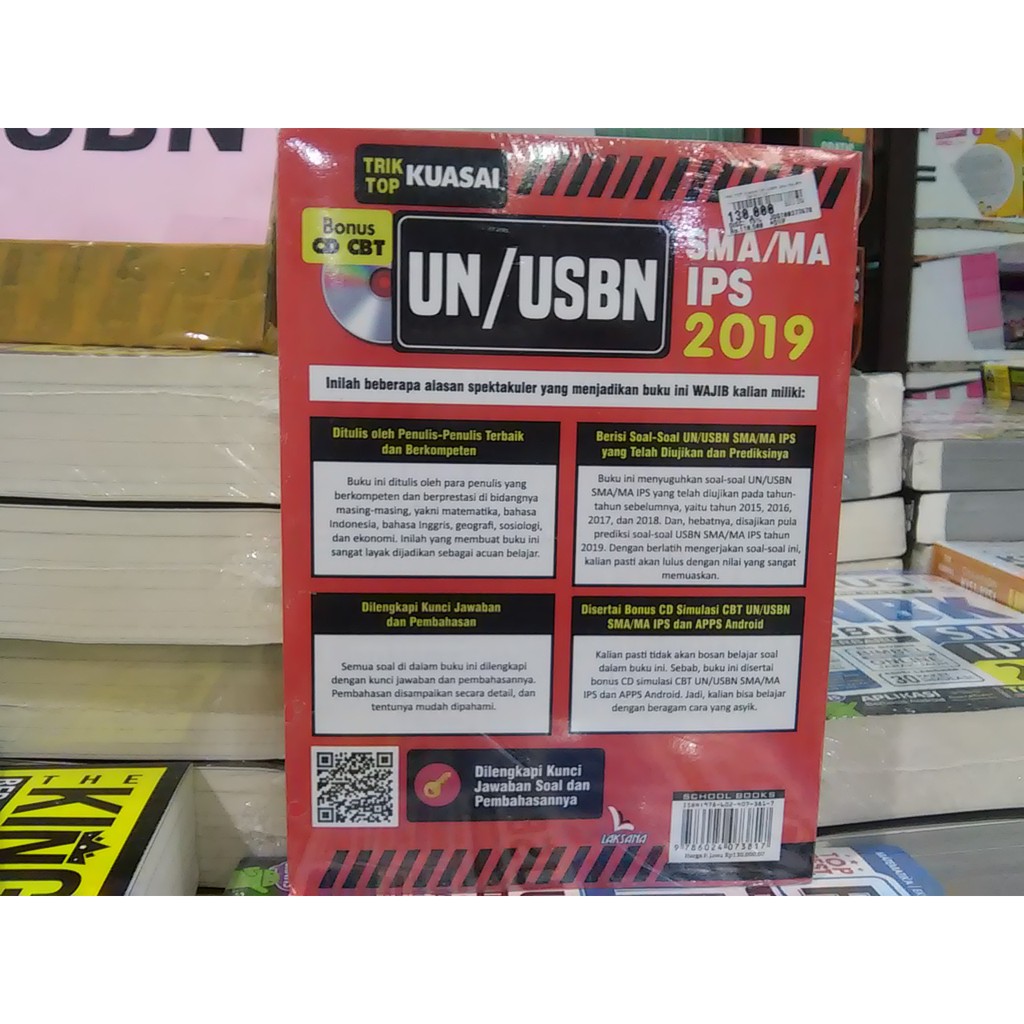 USBN
TRIK
TOP
KUASAI
Bonus
CD CBT
UN/USBN
SMA/MA
IPS
2019
130.000
Inilah beberapa alasan spektakuler yang menjadikan buku ini WAJIB kalian miliki:
Ditulis oleh Penulis-Penulis Terbaik
dan Berkompeten
Buku ini ditulis oleh para penulis yang
berkompeten dan berprestasi di bidangnya
masing-masing, yakni matematika, bahasa
Indonesia, bahasa Inggris, geografi, sosiologi,
dan ekonomi. Inilah yang membuat buku ini
sangat layak dijadikan sebagai acuan belajar.
Berisi Soal-Soal UN/USBN SMA/MA IPS
yang Telah Diujikan dan Prediksinya
Buku ini menyuguhkan soal-soal UN/USBN
SMA/MA IPS yang telah diujikan pada tahun-
tahun sebelumnya, yaitu tahun 2015, 2016,
2017, dan 2018. Dan, hebatnya, disajikan pula
prediksi soal-soal USBN SMA/MA IPS tahun
2019. Dengan berlatih mengerjakan soal-soal ini,
kalian pasti akan lulus dengan nilai yang sangat
memuaskan.
Dilengkapi Kunci Jawaban
dan Pembahasan
Semua soal di dalam buku ini dilengkapi
dengan kunci jawaban dan pembahasannya.
Pembahasan disampaikan secara detail, dan
tentunya mudah dipahami.
Disertai Bonus CD Simulasi CBT UN/USBN
SMA/MA IPS dan APPS Android
Kalian pasti tidak akan bosan belajar soal
dalam buku ini. Sebab, buku ini disertai
bonus CD simulasi CBT UN/USBN SMA/MA
IPS dan APPS Android. Jadi, kalian bisa belajar
dengan beragam cara yang asyik.
Dilengkapi Kunci
Jawaban Soal dan
Pembahasannya
LAKSANA
SCHOOL BOOKS
ISBN 978-602-407-381-7
9 786024 073817
THE
KING
GRATIS
APLIKASI